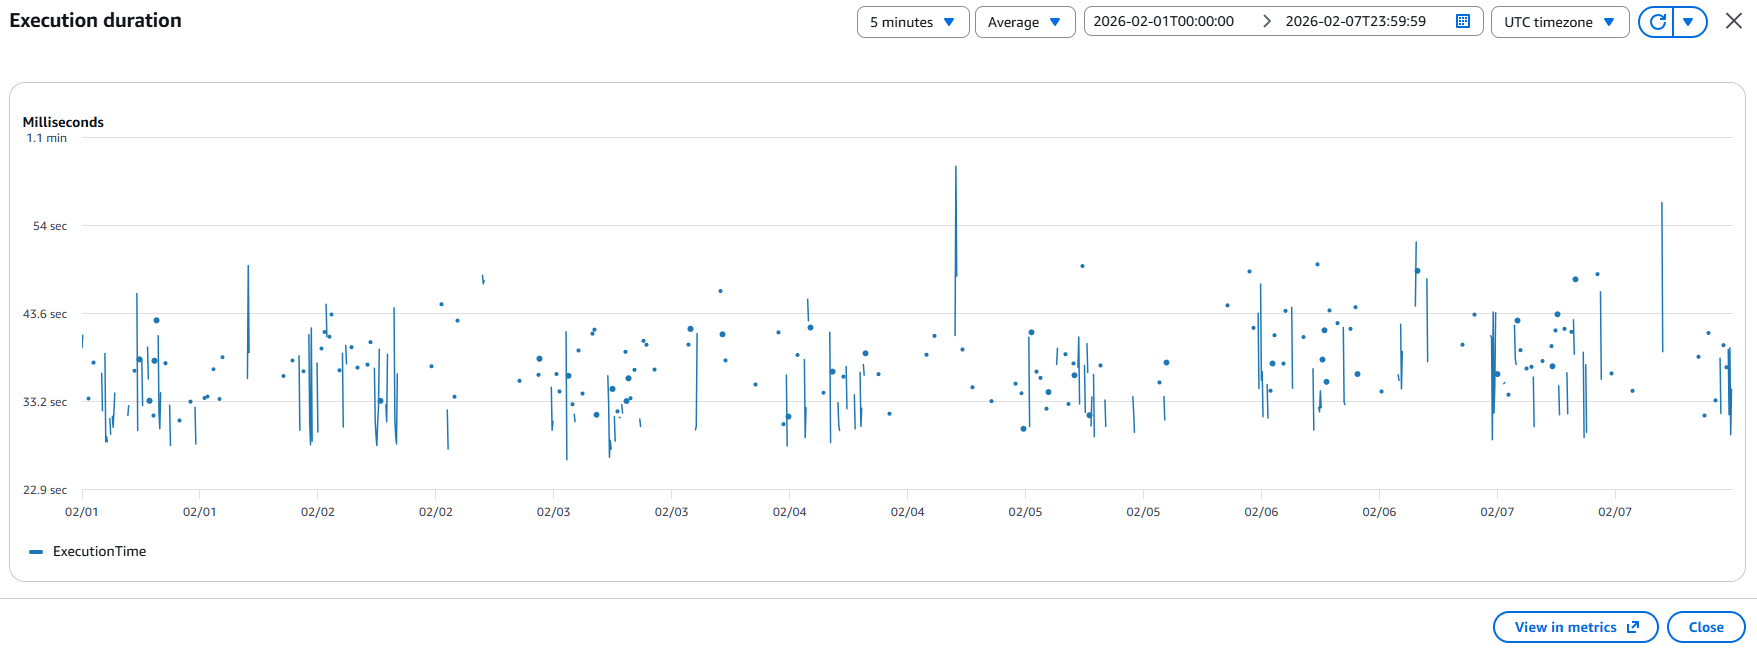 Execution duration
5 minutes
Average
2026-02-01T00:00:00
2026-02-07T23:59:59
UTC timezone
Milliseconds
1.1 min
54 sec
43.6 sec
33.2 sec
22.9 sec
02/01 02/01 02/02 02/02 02/03 02/03 02/04 02/04 02/05 02/05 02/06 02/06 02/07 02/07
ExecutionTime
View in metrics
Close